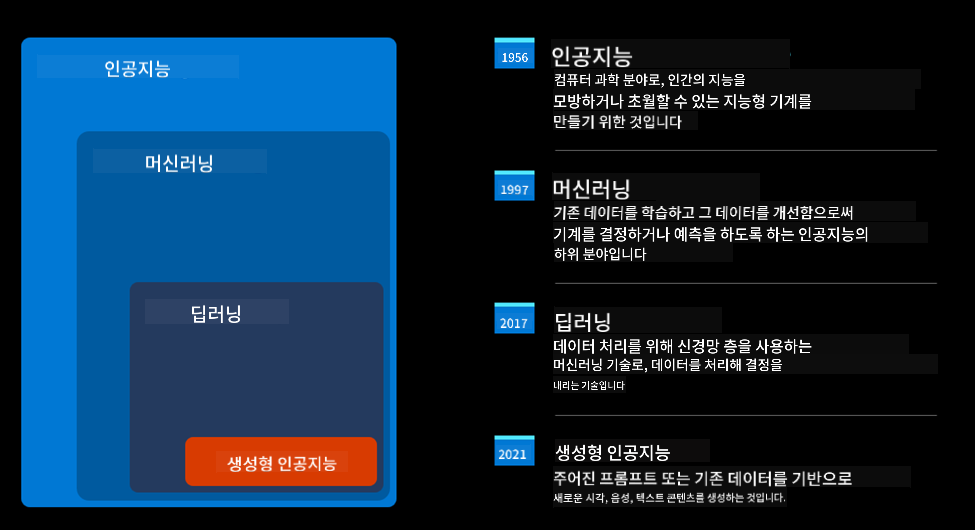 인공지능
머신러닝
딥러닝
생성형 인공지능
1956
인공지능
컴퓨터 과학 분야로, 인간의 지능을
모방하거나 초월할 수 있는 지능형 기계를
만들기 위한 것입니다
1997
머신러닝
기존 데이터를 학습하고 그 데이터를 개선함으로써
기계를 결정하거나 예측을 하도록 하는 인공지능의
하위 분야입니다
2017
딥러닝
데이터 처리를 위해 신경망 층을 사용하는
머신러닝 기술로, 데이터를 처리해 결정을
내리는 기술입니다
2021
생성형 인공지능
주어진 프롬프트 또는 기존 데이터를 기반으로
새로운 시각, 음성, 텍스트 콘텐츠를 생성하는 것입니다.